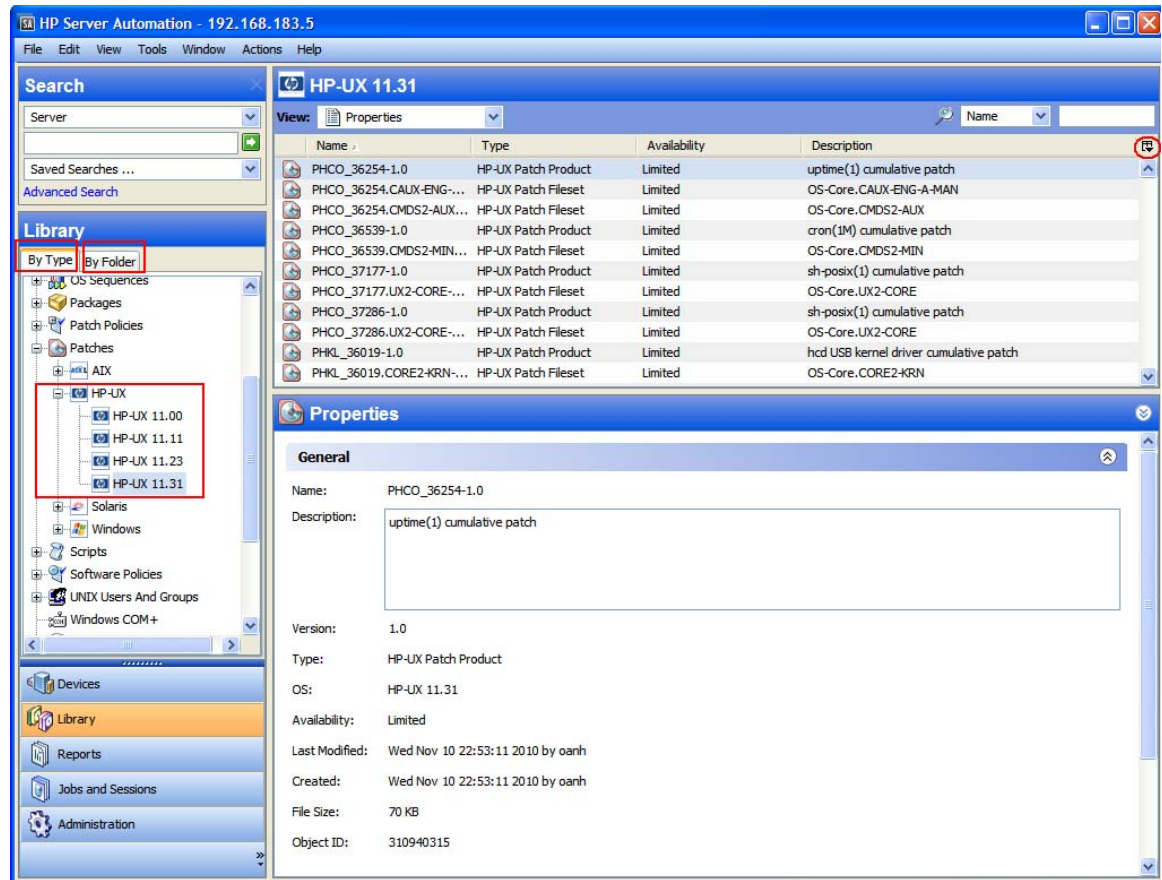 SA HP Server Automation - 192.168.183.5
File Edit View Tools Window Actions Help
Search
Server
Saved Searches ...
Advanced Search
Library
By Type By Folder
OS Sequences
Packages
Patch Policies
Patches
AIX
HP-UX
HP-UX 11.00
HP-UX 11.11
HP-UX 11.23
HP-UX 11.31
Solaris
Windows
Scripts
Software Policies
UNIX Users And Groups
Windows COM+
Devices
Library
Reports
Jobs and Sessions
Administration
HP-UX 11.31
View: Properties Name
Name Type Availability Description
PHCO_36254-1.0 HP-UX Patch Product Limited uptime(1) cumulative patch
PHCO_36254.CAUX-ENG-... HP-UX Patch Fileset Limited OS-Core.CAUX-ENG-A-MAN
PHCO_36254.CMDS2-AUX... HP-UX Patch Fileset Limited OS-Core.CMDS2-AUX
PHCO_36539-1.0 HP-UX Patch Product Limited cron(1M) cumulative patch
PHCO_36539.CMDS2-MIN... HP-UX Patch Fileset Limited OS-Core.CMDS2-MIN
PHCO_37177-1.0 HP-UX Patch Product Limited sh-posix(1) cumulative patch
PHCO_37177.UX2-CORE-... HP-UX Patch Fileset Limited OS-Core.UX2-CORE
PHCO_37286-1.0 HP-UX Patch Product Limited sh-posix(1) cumulative patch
PHCO_37286.UX2-CORE-... HP-UX Patch Fileset Limited OS-Core.UX2-CORE
PHKL_36019-1.0 HP-UX Patch Product Limited hcd USB kernel driver cumulative patch
PHKL_36019.CORE2-KRN-... HP-UX Patch Fileset Limited OS-Core.CORE2-KRN
Properties
General
Name: PHCO_36254-1.0
Description: uptime(1) cumulative patch
Version: 1.0
Type: HP-UX Patch Product
OS: HP-UX 11.31
Availability: Limited
Last Modified: Wed Nov 10 22:53:11 2010 by oanh
Created: Wed Nov 10 22:53:11 2010 by oanh
File Size: 70 KB
Object ID: 310940315